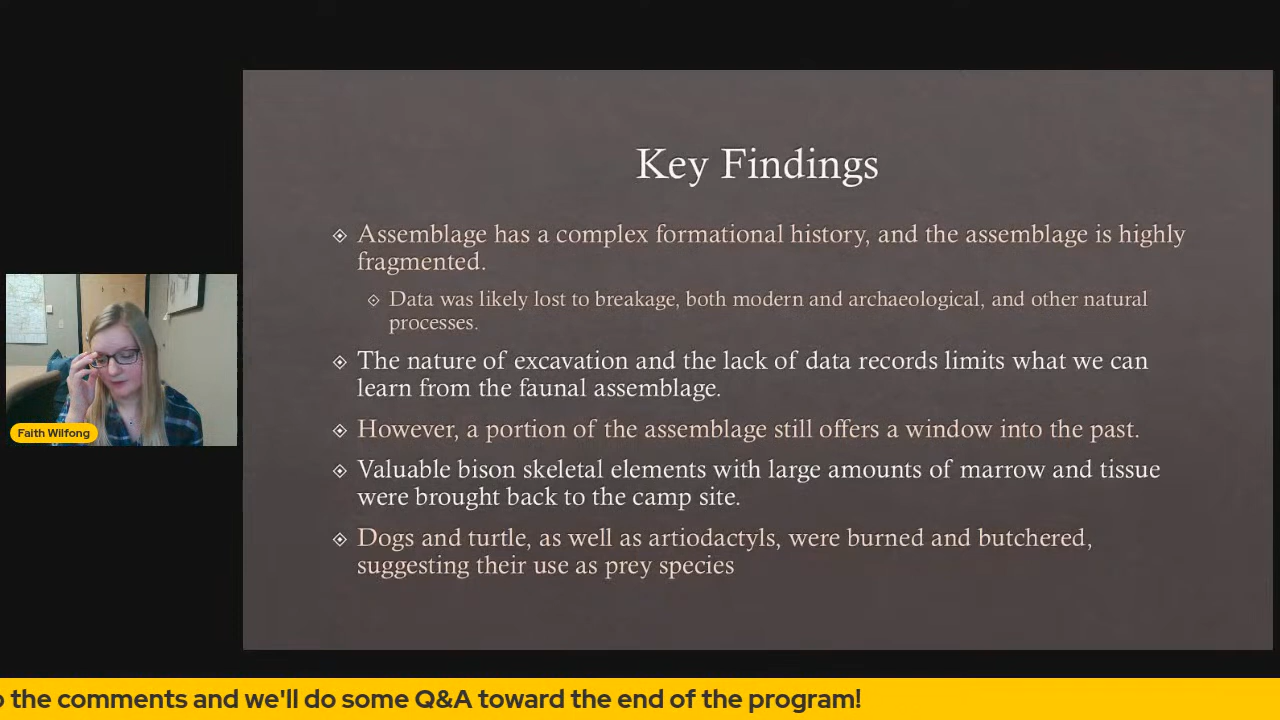 Key Findings
Assemblage has a complex formational history, and the assemblage is highly
fragmented.
Data was likely lost to breakage, both modern and archaeological, and other natural
processes.
The nature of excavation and the lack of data records limits what we can
learn from the faunal assemblage.
However, a portion of the assemblage still offers a window into the past.
Valuable bison skeletal elements with large amounts of marrow and tissue
were brought back to the camp site.
Dogs and turtle, as well as artiodactyls, were burned and butchered,
suggesting their use as prey species
Faith Wilfong
the comments and we'll do some Q&A toward the end of the program!